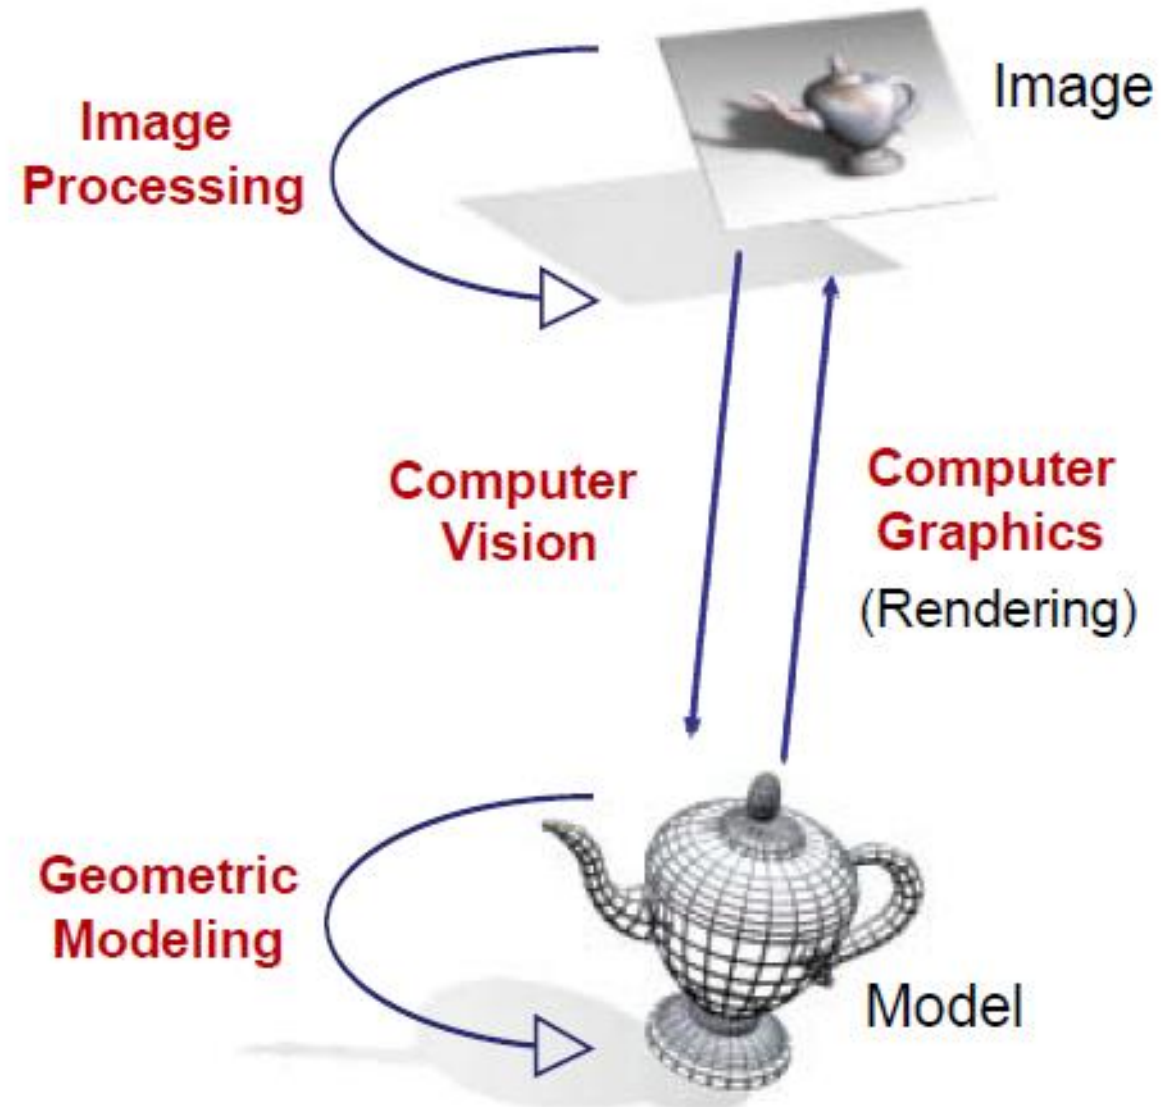 Image
Image
Processing
Computer
Vision
Computer
Graphics
(Rendering)
Geometric
Modeling
Model